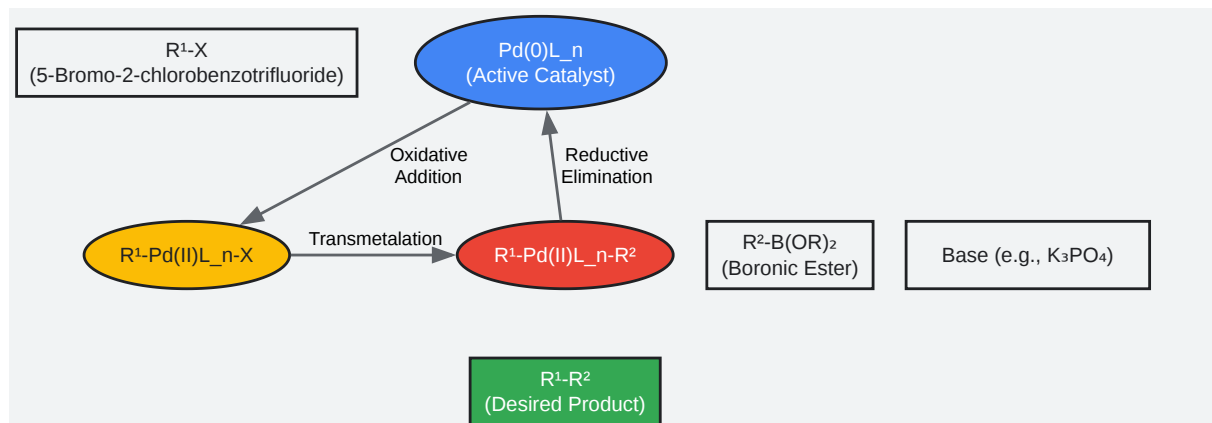 R¹-X
(5-Bromo-2-chlorobenzotrifluoride)
Pd(0)L_n
(Active Catalyst)
Oxidative
Addition
Reductive
Elimination
R¹-Pd(II)L_n-X
Transmetalation
R¹-Pd(II)L_n-R²
R²-B(OR)₂
(Boronic Ester)
Base (e.g., K₃PO₄)
R¹-R²
(Desired Product)